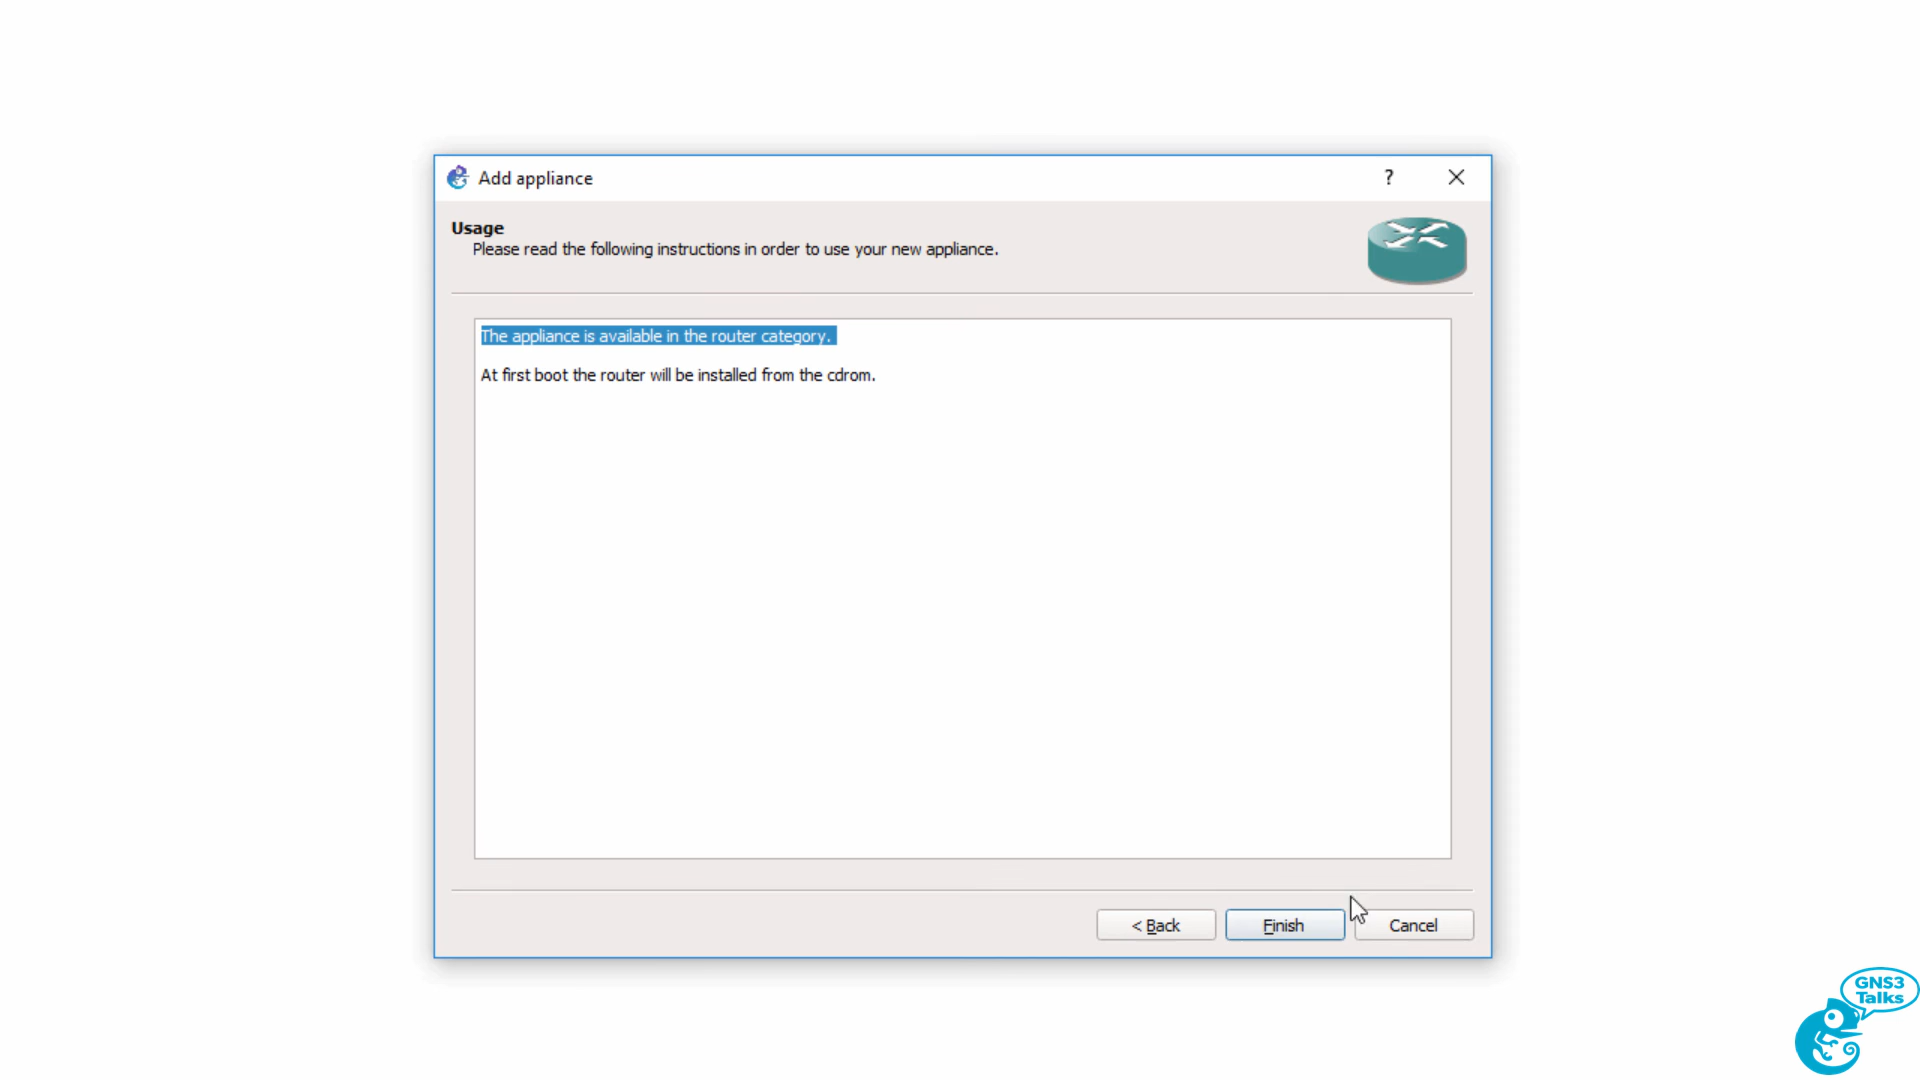 Add appliance
?
Usage
Please read the following instructions in order to use your new appliance.
The appliance is available in the router category.
At first boot the router will be installed from the cdrom.
< Back
Finish
Cancel
GNS3
Talks